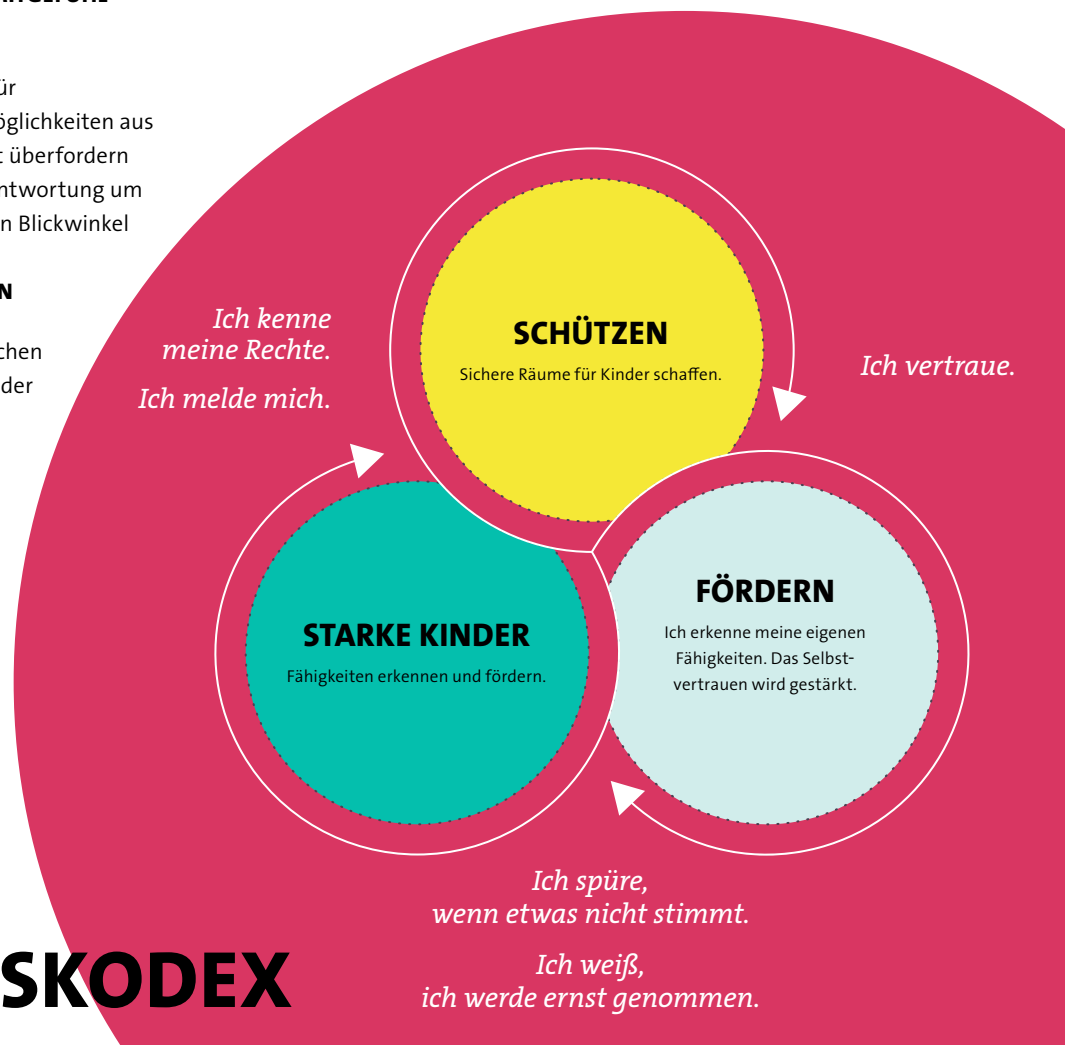 ür
öglichkeiten aus
t überfordern
ntwortung um
n Blickwinkel
N
chen
der
Ich kenne
meine Rechte.
Ich melde mich.
SCHÜTZEN
Sichere Räume für Kinder schaffen.
Ich vertraue.
STARKE KINDER
Fähigkeiten erkennen und fördern.
FÖRDERN
Ich erkenne meine eigenen
Fähigkeiten. Das Selbst-
vertrauen wird gestärkt.
Ich spüre,
wenn etwas nicht stimmt.
Ich weiß,
ich werde ernst genommen.
SKODEX